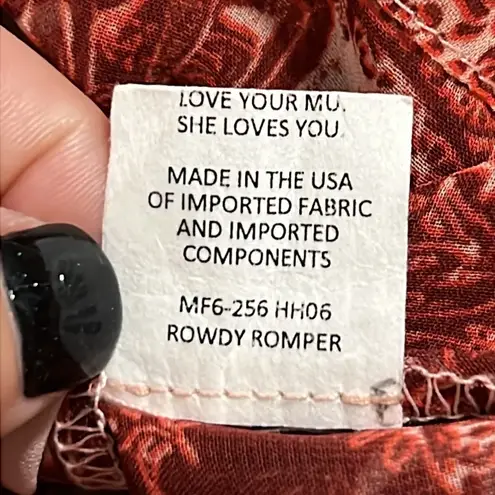 LOVE YOUR MU.
SHE LOVES YOU
MADE IN THE USA
OF IMPORTED FABRIC
AND IMPORTED
COMPONENTS
MF6-256 HH06
ROWDY ROMPER